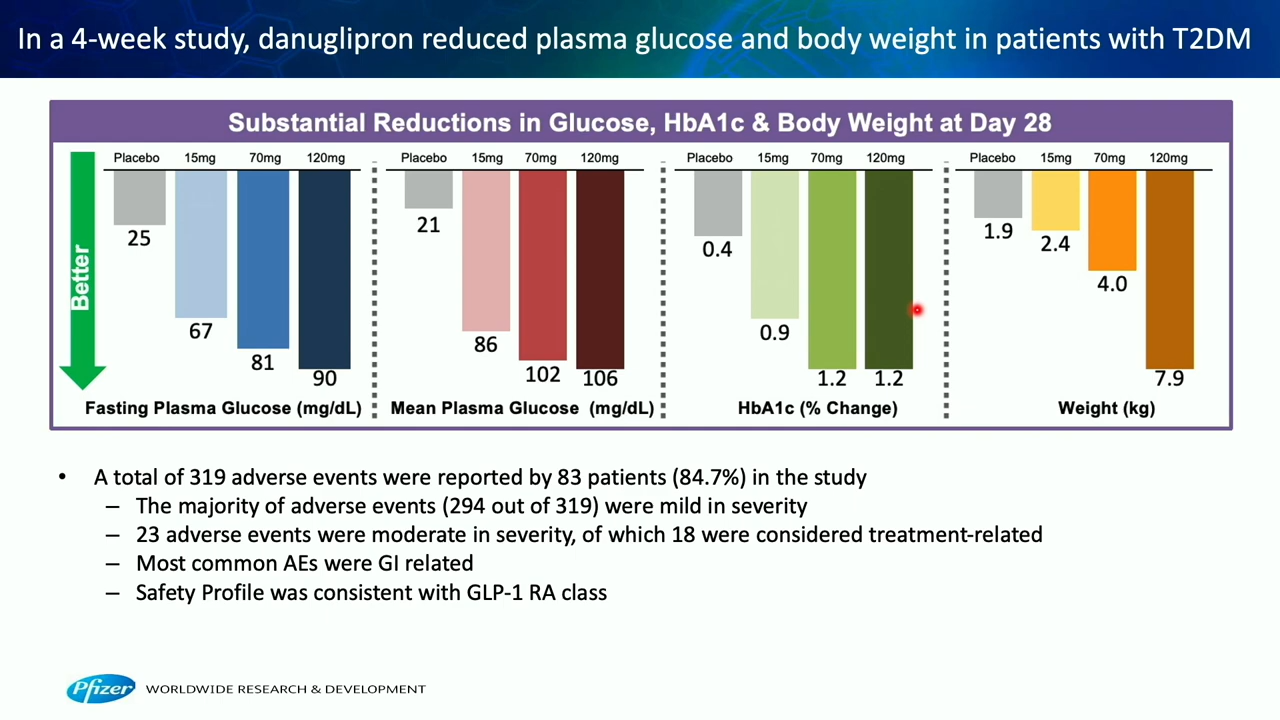 In a 4-week study, danuglipron reduced plasma glucose and body weight in patients with T2DM
Substantial Reductions in Glucose, HbA1c & Body Weight at Day 28
Better
Placebo 15mg 70mg 120mg
25 67 81 90
Fasting Plasma Glucose (mg/dL)
Placebo 15mg 70mg 120mg
21 86 102 106
Mean Plasma Glucose (mg/dL)
Placebo 15mg 70mg 120mg
0.4 0.9 1.2 1.2
HbA1c (% Change)
Placebo 15mg 70mg 120mg
1.9 2.4 4.0 7.9
Weight (kg)
• A total of 319 adverse events were reported by 83 patients (84.7%) in the study
– The majority of adverse events (294 out of 319) were mild in severity
– 23 adverse events were moderate in severity, of which 18 were considered treatment-related
– Most common AEs were GI related
– Safety Profile was consistent with GLP-1 RA class
Pfizer WORLDWIDE RESEARCH & DEVELOPMENT